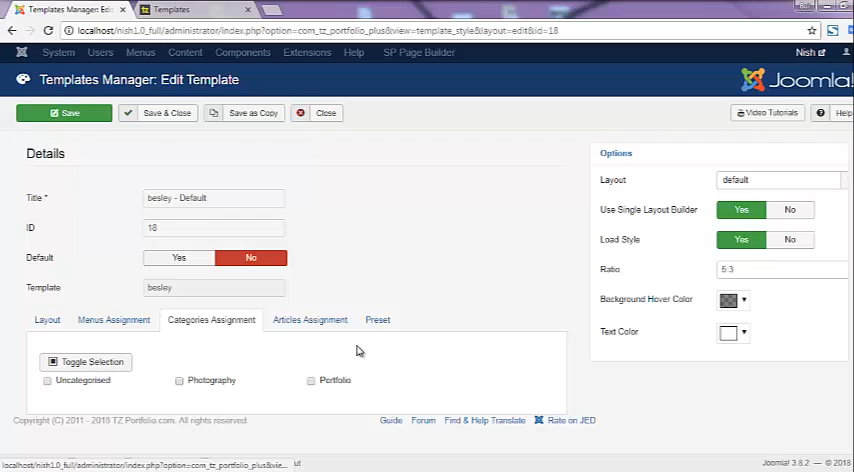 Templates Manager: Edit Templ
Templates
localhost/nish1.0_full/administrator/index.php?option=com_tz_portfolio_plus&view=template_style&layout=edit&id=18
System Users Menus Content Components Extensions Help SP Page Builder Nish
Templates Manager: Edit Template
Joomla!
Save Save & Close Save as Copy Close Video Tutorials Help
Details
Title * besley - Default
ID 18
Default Yes No
Template besley
Layout Menus Assignment Categories Assignment Articles Assignment Preset
Toggle Selection
Uncategorised Photography Portfolio
Options
Layout default
Use Single Layout Builder Yes No
Load Style Yes No
Ratio 5:3
Background Hover Color
Text Color
Copyright (C) 2011 - 2018 TZ Portfolio.com. All rights reserved. Guide Forum Find & Help Translate Rate on JED
localhost/nish1.0_full/administrator/index.php?option=com_tz_portfolio_plus&vie... ut
Joomla! 3.8.2 — © 2018